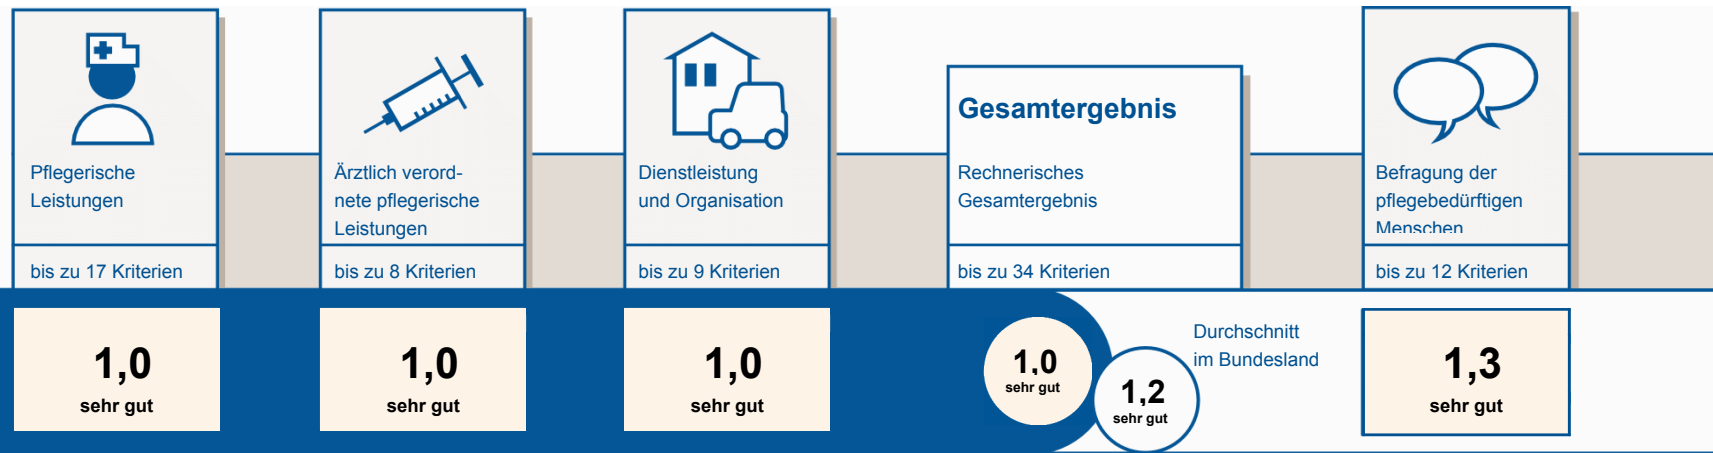 Pflegerische
Leistungen
bis zu 17 Kriterien
1,0
sehr gut
Ärztlich verord-
nete pflegerische
Leistungen
bis zu 8 Kriterien
1,0
sehr gut
Dienstleistung
und Organisation
bis zu 9 Kriterien
1,0
sehr gut
Gesamtergebnis
Rechnerisches
Gesamtergebnis
bis zu 34 Kriterien
1,0
sehr gut
Durchschnitt
im Bundesland
1,2
sehr gut
Befragung der
pflegebedürftigen
Menschen
bis zu 12 Kriterien
1,3
sehr gut